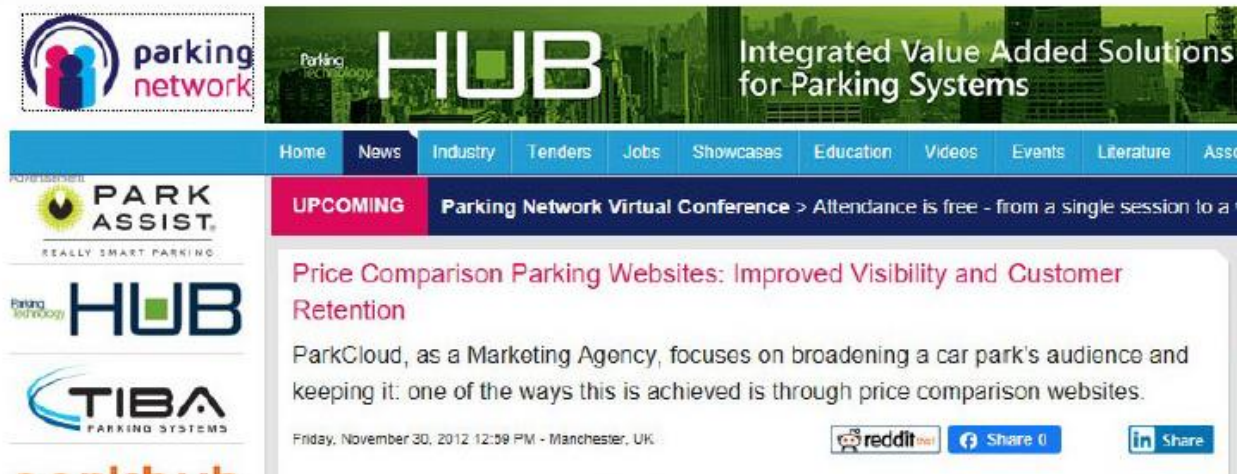 parking
network
Parking
Technology
HUB
Integrated Value Added Solutions
for Parking Systems
Home News Industry Tenders Jobs Showcases Education Videos Events Literature Asso
Advertisement
PARK
ASSIST.
REALLY SMART PARKING
UPCOMING Parking Network Virtual Conference > Attendance is free - from a single session to a
Parking
Technology
HUB
TIBA
PARKING SYSTEMS
Price Comparison Parking Websites: Improved Visibility and Customer
Retention
ParkCloud, as a Marketing Agency, focuses on broadening a car park's audience and
keeping it: one of the ways this is achieved is through price comparison websites.
Friday, November 30, 2012 12:59 PM - Manchester, UK
reddit this! Share 0 in Share